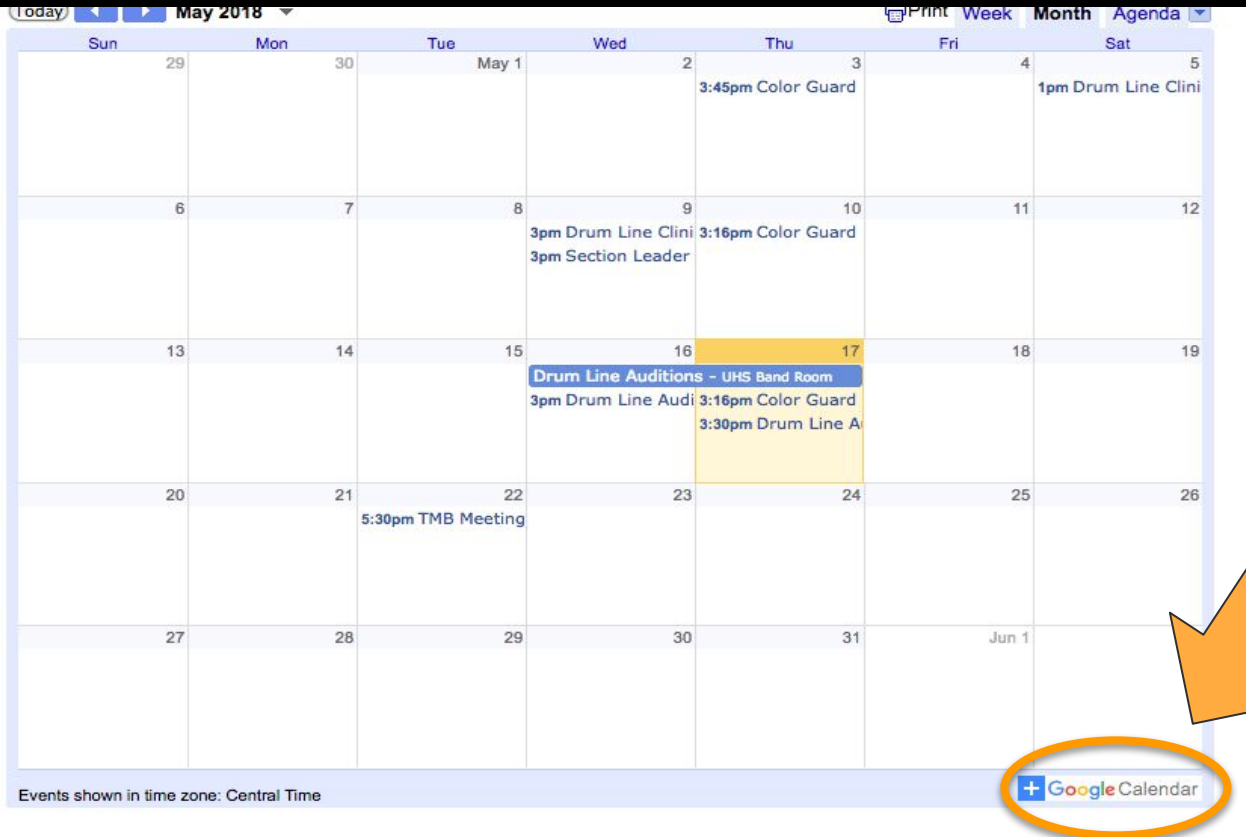 Today May 2018 Print Week Month Agenda
Sun Mon Tue Wed Thu Fri Sat
29 30 May 1 2 3 4 5
3:45pm Color Guard 1pm Drum Line Clini
6 7 8 9 10 11 12
3pm Drum Line Clini 3:16pm Color Guard
3pm Section Leader
13 14 15 16 17 18 19
Drum Line Auditions - UHS Band Room
3pm Drum Line Audi 3:16pm Color Guard
3:30pm Drum Line A
20 21 22 23 24 25 26
5:30pm TMB Meeting
27 28 29 30 31 Jun 1
Events shown in time zone: Central Time
+ Google Calendar